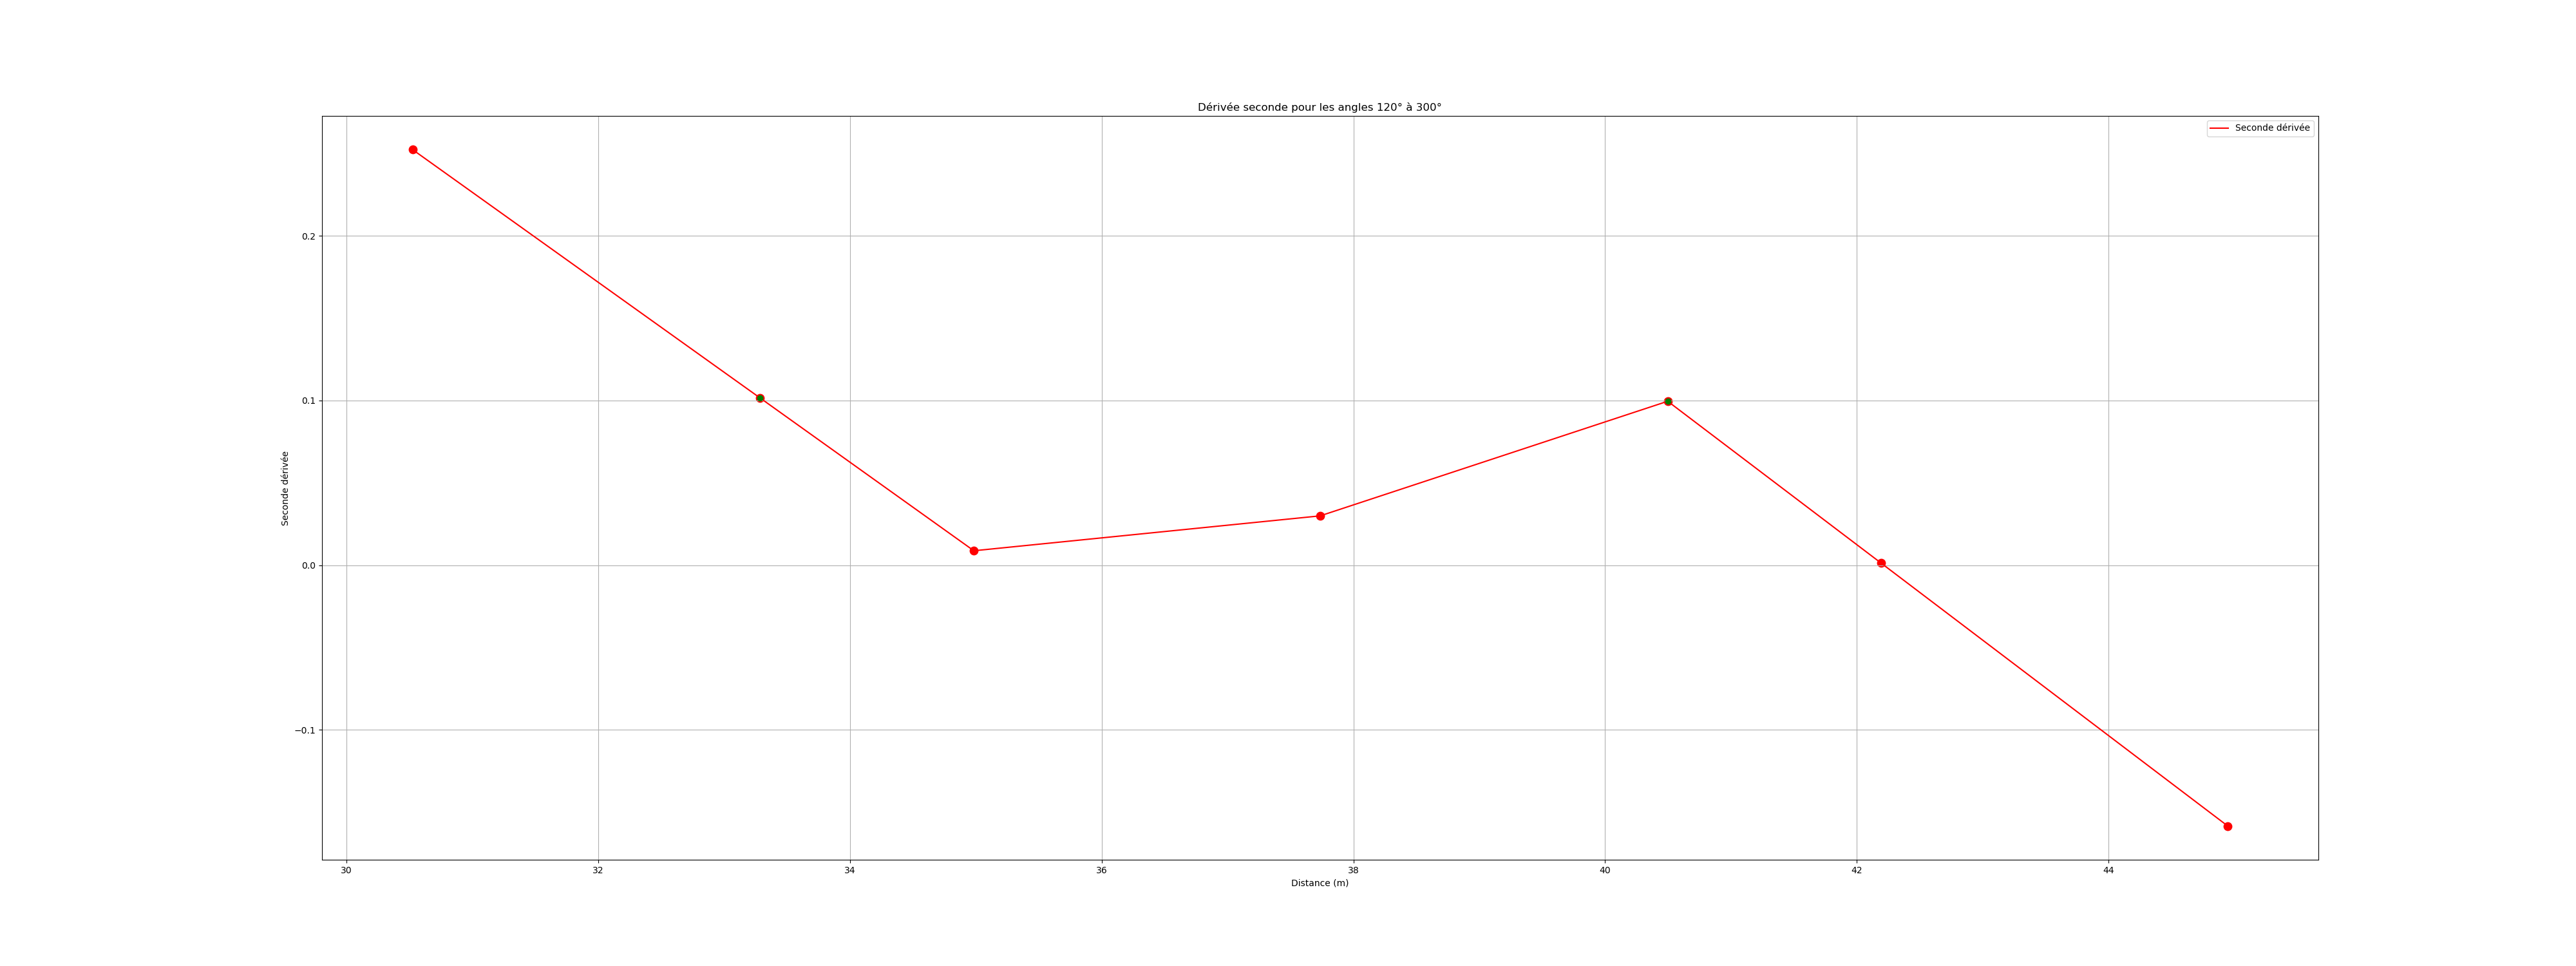 Dérivée seconde pour les angles 120° à 300°
Seconde dérivée
0.2
0.1
0.0
−0.1
Seconde dérivée
30 32 34 36 38 40 42 44
Distance (m)